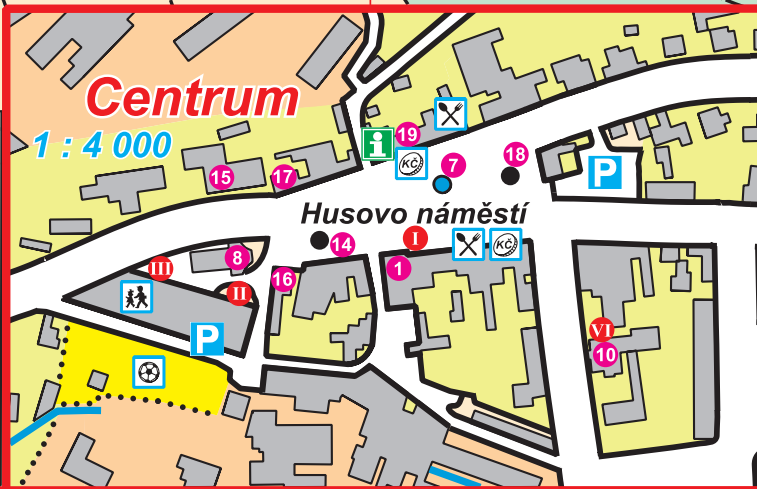 Centrum
1 : 4 000
i
19
KČ
7
18
15
17
P
Husovo náměstí
I
14
KČ
8
III
1
16
II
P
VI
10